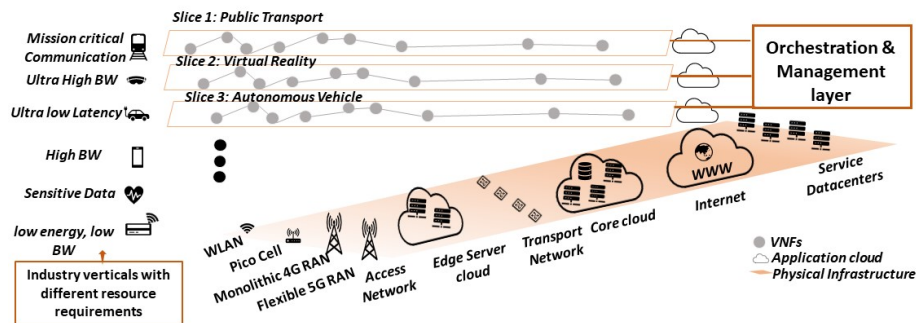 Slice 1: Public Transport
Mission critical
Communication
Slice 2: Virtual Reality
Ultra High BW
Slice 3: Autonomous Vehicle
Ultra low Latency
Orchestration &
Management
layer
High BW
Sensitive Data
low energy, low
BW
Industry verticals with
different resource
requirements
WLAN
Pico Cell
Monolithic 4G RAN
Flexible 5G RAN
Access
Network
Edge Server
cloud
Transport
Network
Core cloud
WWW
Internet
Service
Datacenters
VNFs
Application cloud
Physical Infrastructure